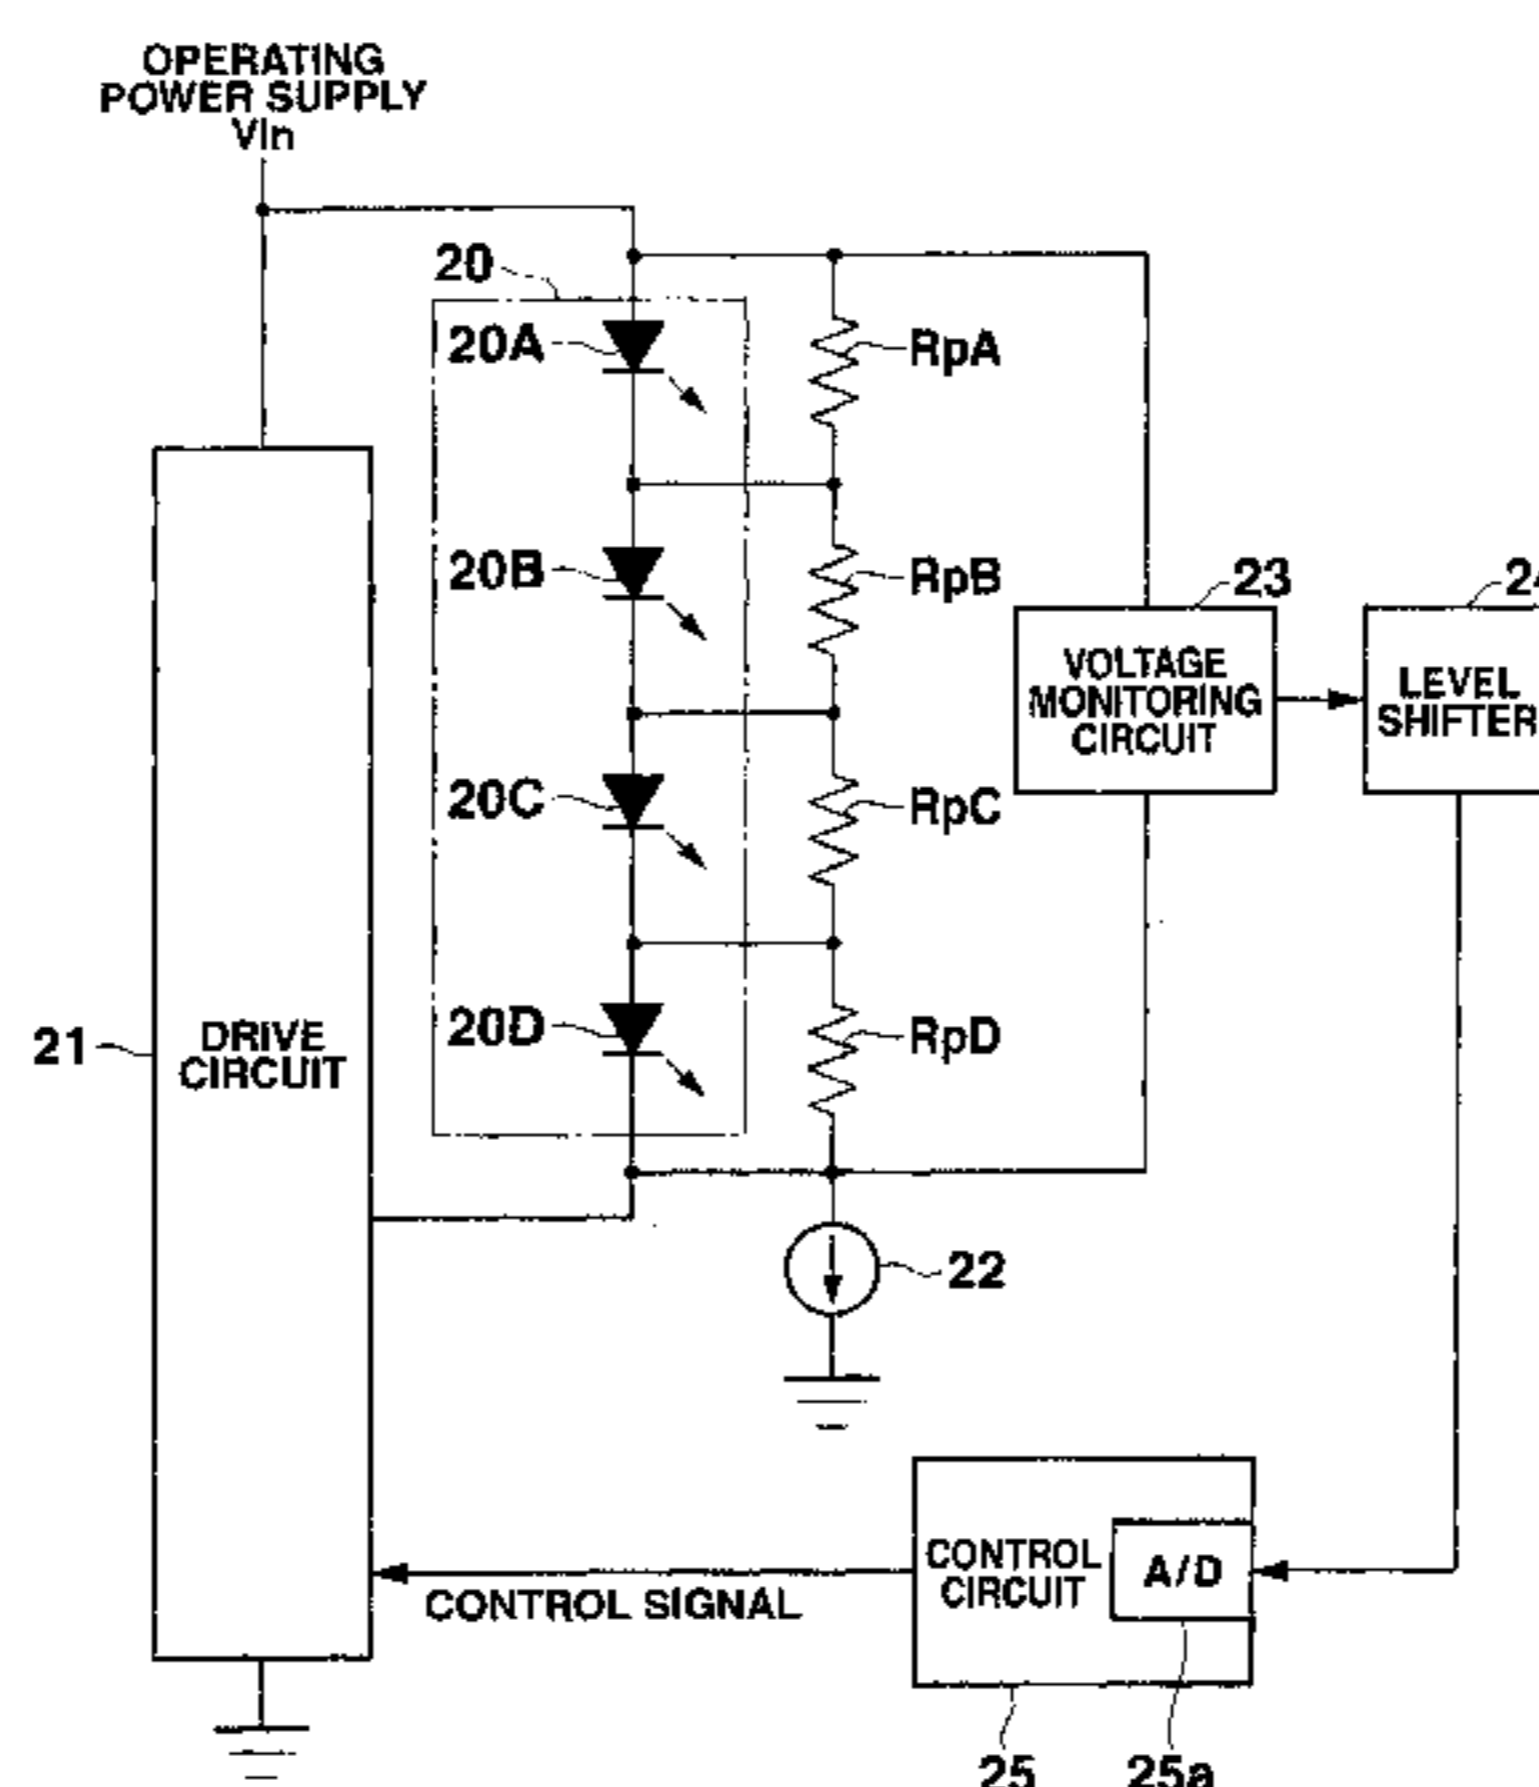 OPERATING
POWER SUPPLY
Vin
20
20A
RpA
20B
RpB
23
VOLTAGE
MONITORING
CIRCUIT
LEVEL
SHIFTER
20C
RpC
21
DRIVE
CIRCUIT
20D
RpD
22
CONTROL
CIRCUIT
A/D
CONTROL SIGNAL
25
25a